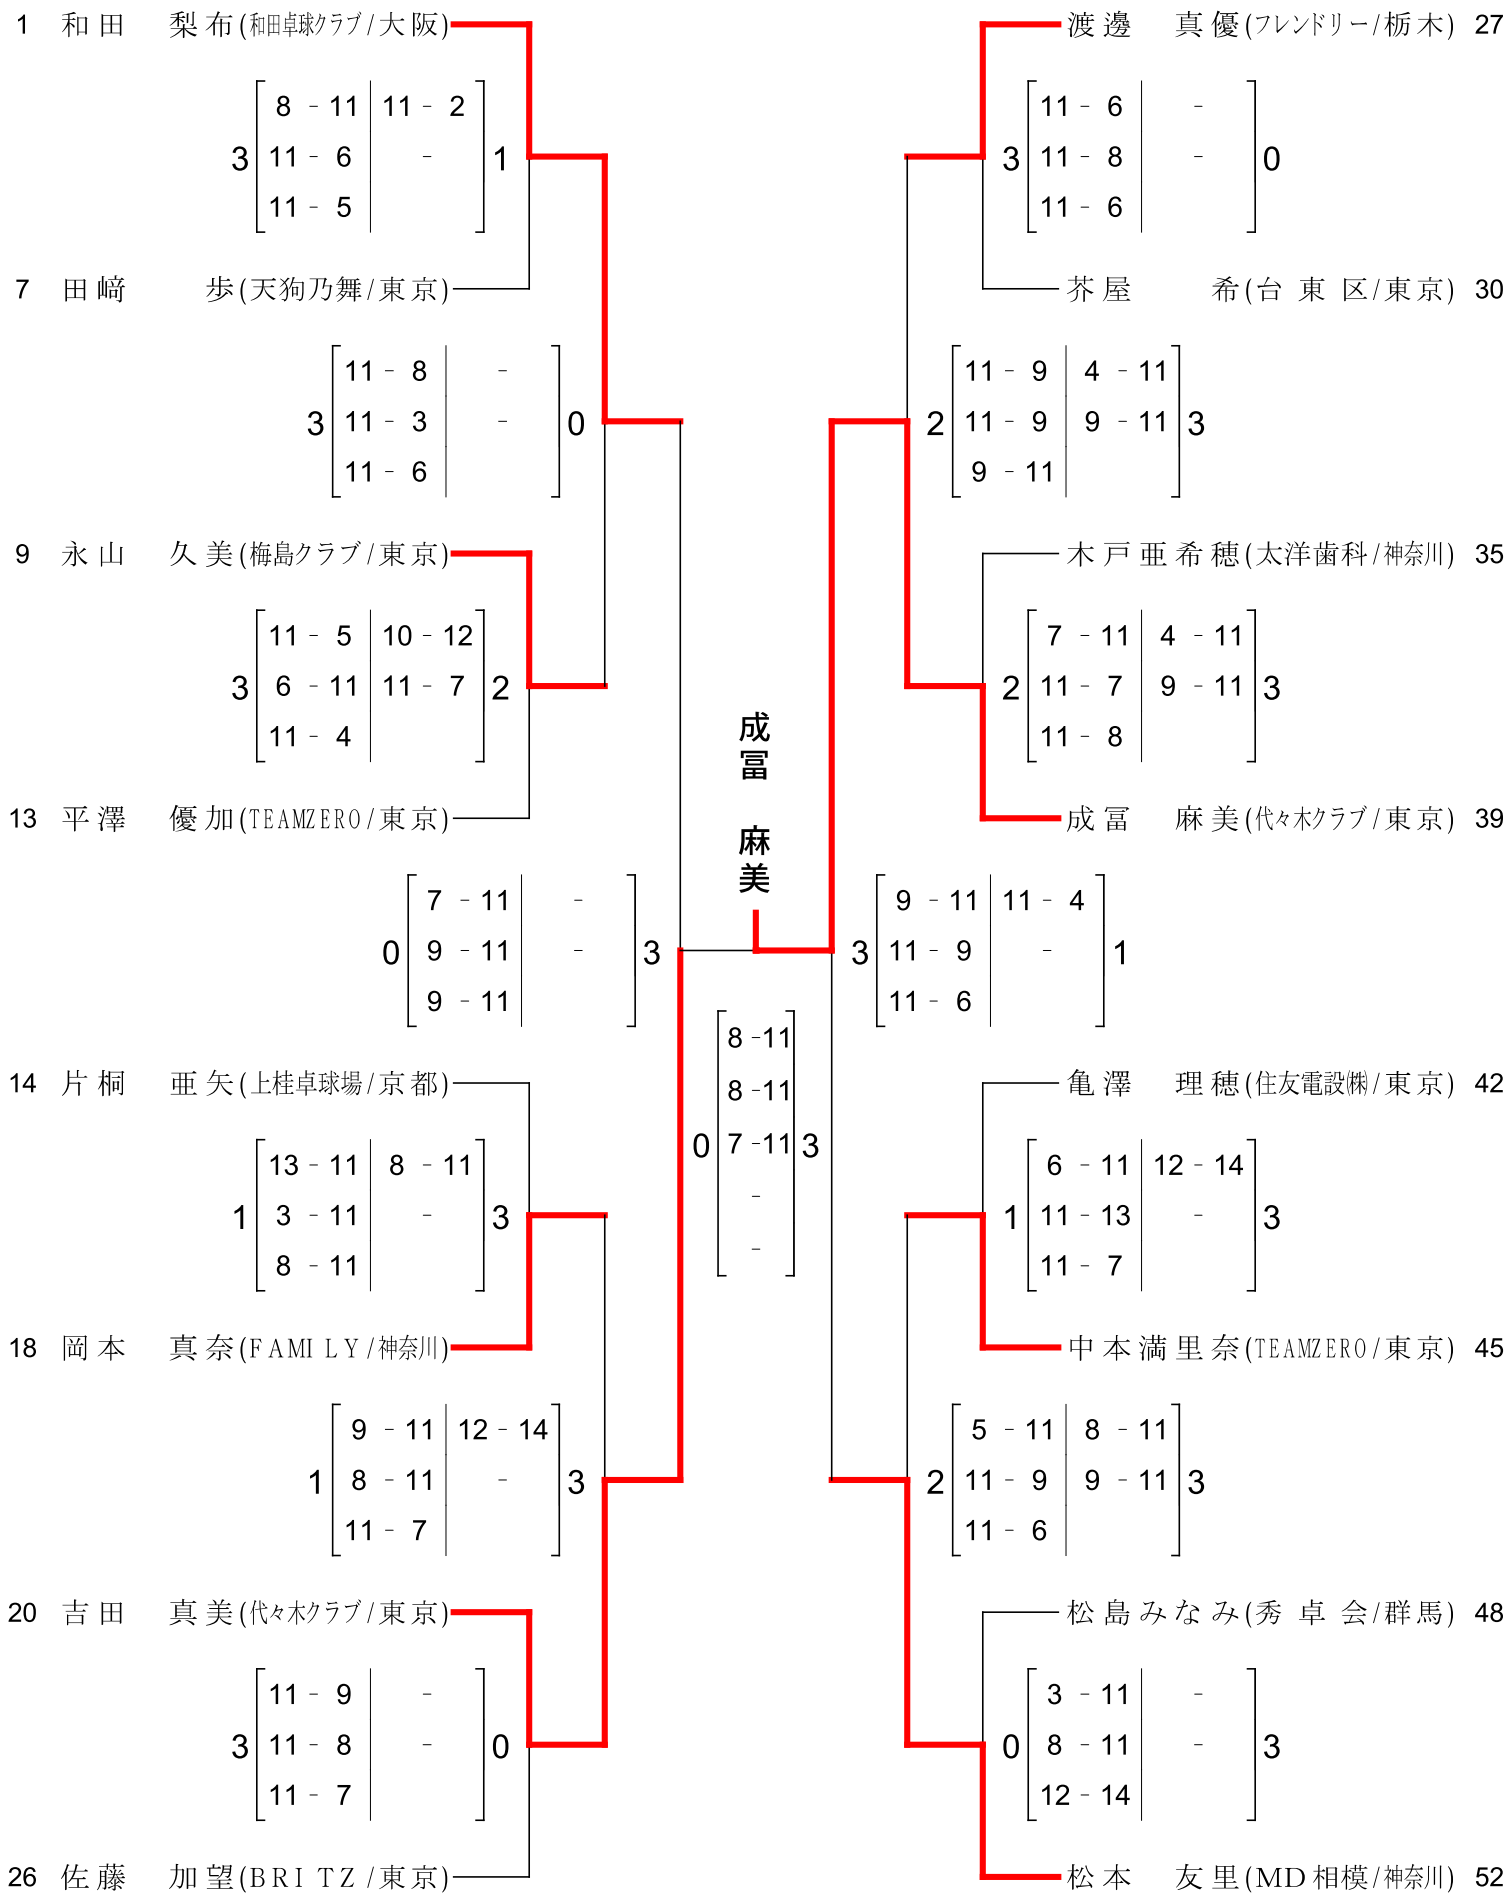 1 和田 梨布(和田卓球クラブ/大阪)
8 - 11 11 - 2
3 11 - 6 - 1
11 - 5
7 田﨑 歩(天狗乃舞/東京)
11 - 8 -
3 11 - 3 - 0
11 - 6
9 永山 久美(梅島クラブ/東京)
11 - 5 10 - 12
3 6 - 11 11 - 7 2
11 - 4
13 平澤 優加(TEAMZERO/東京)
7 - 11 -
0 9 - 11 - 3
9 - 11
14 片桐 亜矢(上桂卓球場/京都)
13 - 11 8 - 11
1 3 - 11 - 3
8 - 11
18 岡本 真奈(FAMILY/神奈川)
9 - 11 12 - 14
1 8 - 11 - 3
11 - 7
20 吉田 真美(代々木クラブ/東京)
11 - 9 -
3 11 - 8 - 0
11 - 7
26 佐藤 加望(BRITZ/東京)
成冨 麻美
8 - 11
8 - 11
0 7 - 11 3
-
-
渡邊 真優(フレンドリー/栃木) 27
11 - 6 -
3 11 - 8 - 0
11 - 6
芥屋 希(台東区/東京) 30
11 - 9 4 - 11
2 11 - 9 9 - 11 3
9 - 11
木戸亜希穂(太洋歯科/神奈川) 35
7 - 11 4 - 11
2 11 - 7 9 - 11 3
11 - 8
成冨 麻美(代々木クラブ/東京) 39
9 - 11 11 - 4
3 11 - 9 - 1
11 - 6
亀澤 理穂(住友電設㈱/東京) 42
6 - 11 12 - 14
1 11 - 13 - 3
11 - 7
中本満里奈(TEAMZERO/東京) 45
5 - 11 8 - 11
2 11 - 9 9 - 11 3
11 - 6
松島みなみ(秀卓会/群馬) 48
3 - 11 -
0 8 - 11 - 3
12 - 14
松本 友里(MD相模/神奈川) 52